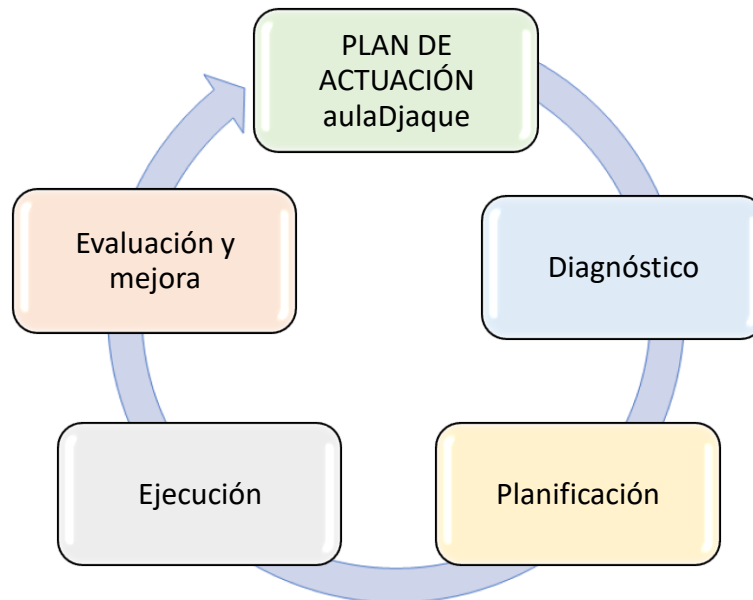 PLAN DE
ACTUACIÓN
aulaDjaque
Diagnóstico
Planificación
Ejecución
Evaluación y
mejora